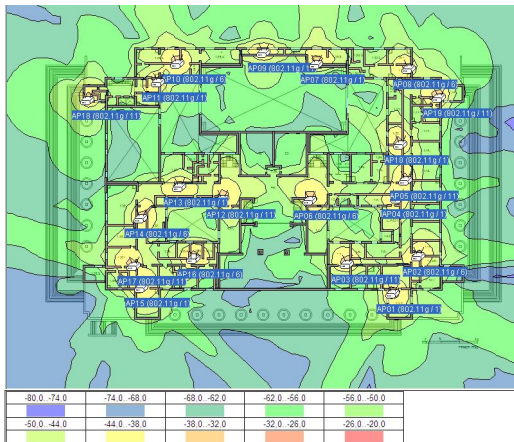 AP09 (802.11g / 1
AP10 (802.11g / 6)
AP07 (802.11g / 1)
AP08 (802.11g / 6)
AP11 (802.11g / 1)
AP18 (802.11g / 11)
AP19 (802.11g / 11)
AP18 (802.11g / 1)
AP05 (802.11g / 11)
AP13 (802.11g / 1
AP12 (802.11g / 11)
AP06 (802.11g / 6)
AP04 (802.11g / 1)
AP14 (802.11g / 6)
AP16 (802.11g / 6)
AP02 (802.11g / 6)
AP17 (802.11g / 11)
AP03 (802.11g / 11)
AP15 (802.11g / 1)
AP01 (802.11g / 1)
-80.0..-74.0 -74.0..-68.0 -68.0..-62.0 -62.0..-56.0 -56.0..-50.0
-50.0..-44.0 -44.0..-38.0 -38.0..-32.0 -32.0..-26.0 -26.0..-20.0